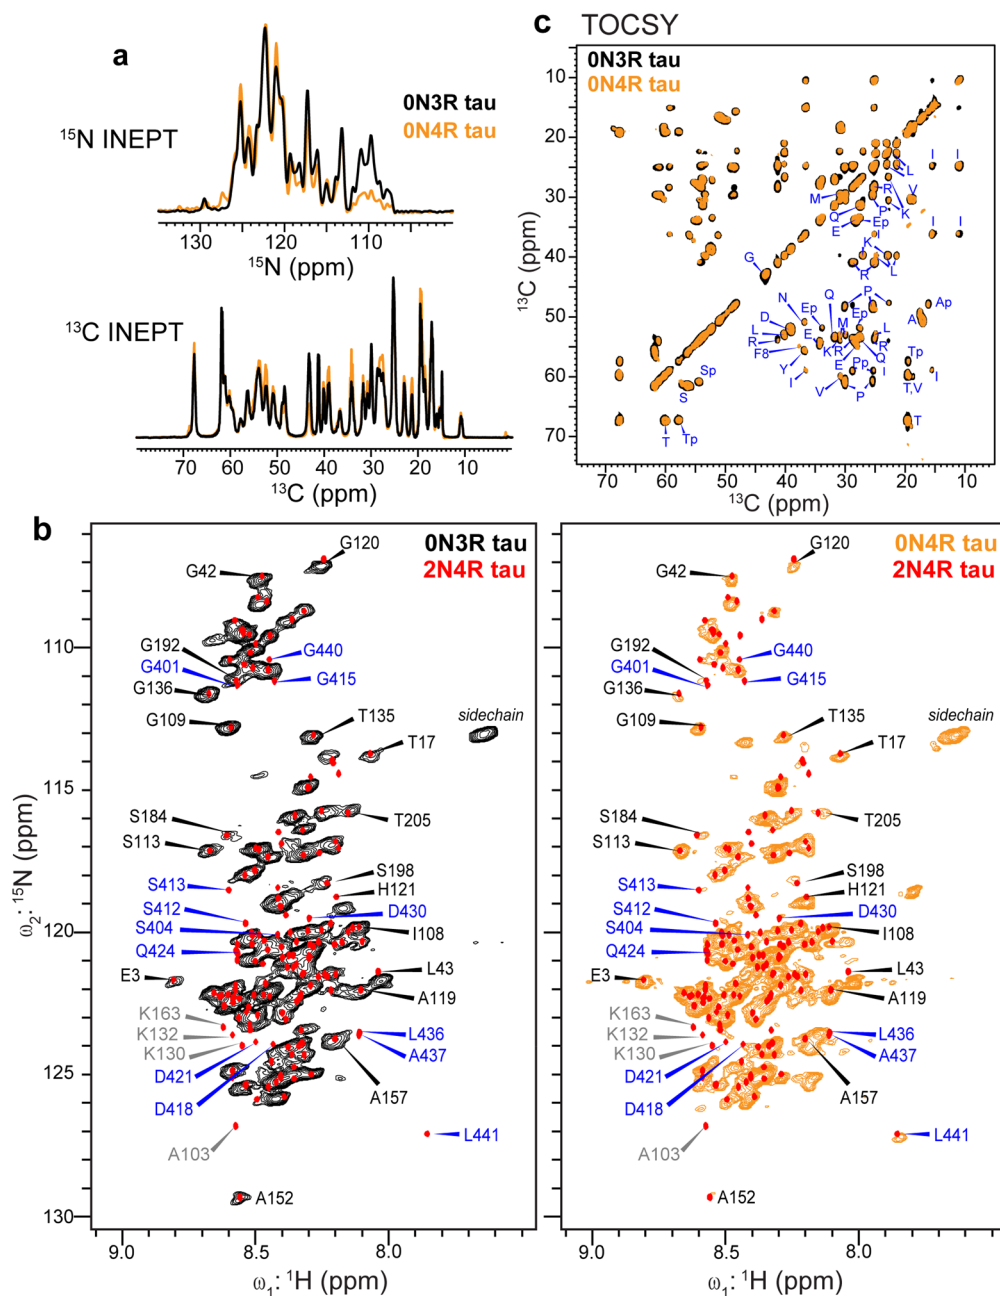 a
0N3R tau
0N4R tau
15N INEPT
130 120 110 100
15N (ppm)
13C INEPT
70 60 50 40 30 20 10
13C (ppm)
c TOCSY
0N3R tau
0N4R tau
10
20
30
40
50
60
70
13C (ppm)
I I
L
R V
M K
Q P
Ep
E I I I
G K
R L
P
N Q Ap
Ep
D M A
L Ep
E L
R K R R Tp
F8 E Q
Y Pp
Sp I I I
V T,V
S P
T
T Tp
70 60 50 40 30 20 10
13C (ppm)
b
0N3R tau
2N4R tau
G120
G42
G192
G401
G440
G415
G136
G109
T135
sidechain
T17
S184
S113
T205
S413
S198
H121
S412
D430
S404
Q424
I108
E3
L43
A119
K163
K132
K130
L436
A437
D421
D418
A157
L441
A103
A152
110
115
120
125
130
ω2: 15N (ppm)
9.0 8.5 8.0
ω1: 1H (ppm)
0N4R tau
2N4R tau
G120
G42
G192
G401
G440
G415
G136
G109
T135
sidechain
T17
S184
S113
T205
S413
S198
H121
S412
D430
S404
Q424
I108
E3
L43
A119
K163
K132
K130
L436
A437
D421
D418
A157
L441
A103
A152
9.0 8.5 8.0
ω1: 1H (ppm)